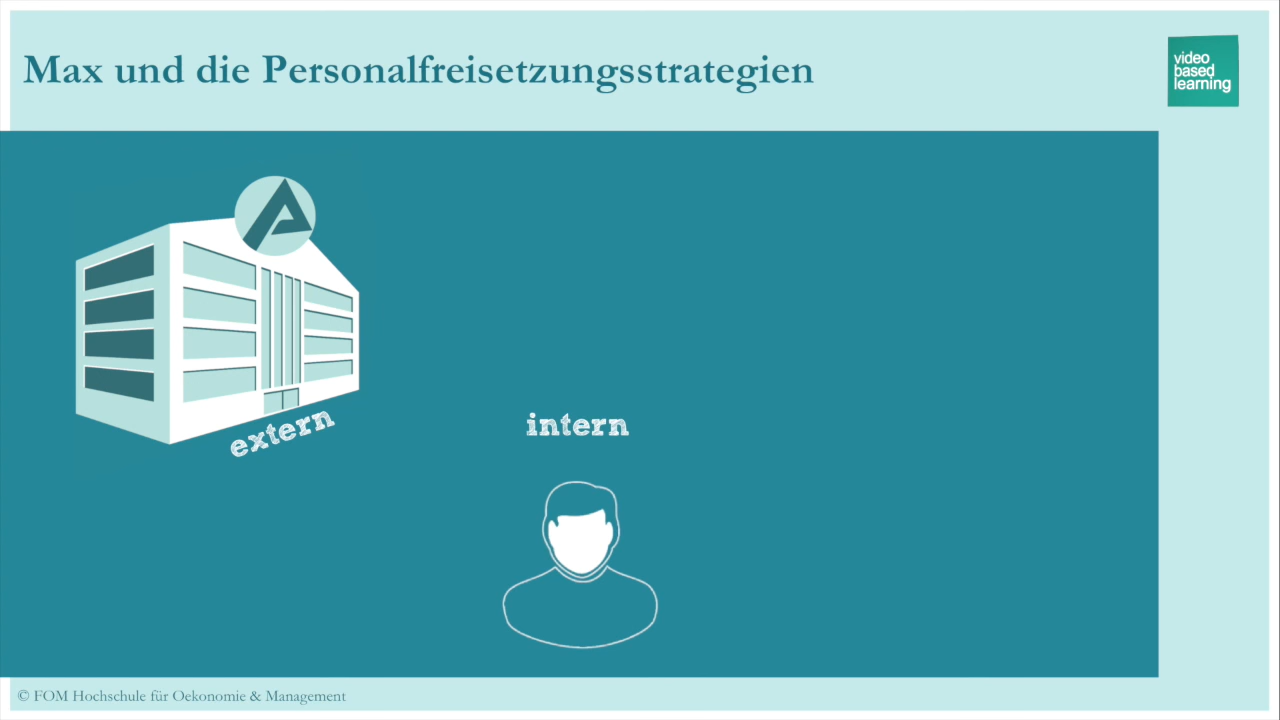 Max und die Personalfreisetzungsstrategien
video
based
learning
extern
intern
© FOM Hochschule für Oekonomie & Management